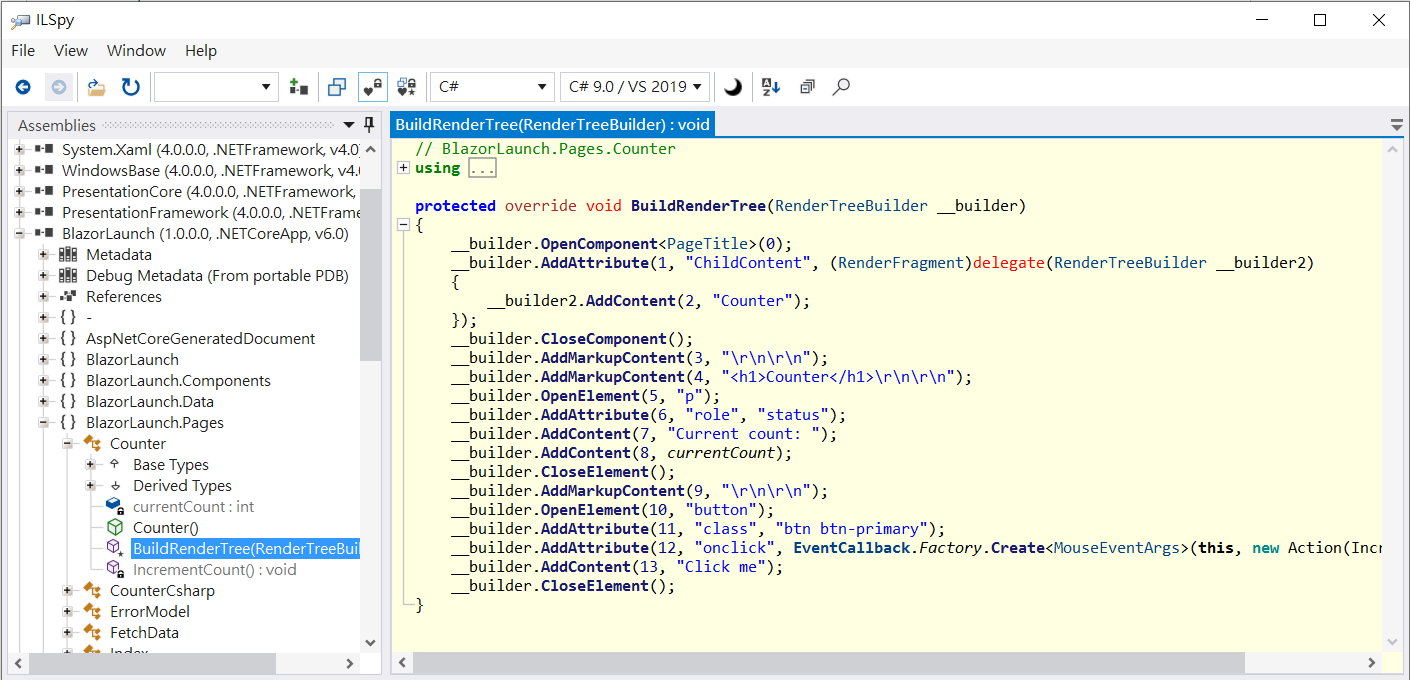 ILSpy
File View Window Help
C# C# 9.0 / VS 2019
Assemblies
System.Xaml (4.0.0.0, .NETFramework, v4.0)
WindowsBase (4.0.0.0, .NETFramework, v4.
PresentationCore (4.0.0.0, .NETFramework,
PresentationFramework (4.0.0.0, .NETFrame
BlazorLaunch (1.0.0.0, .NETCoreApp, v6.0)
Metadata
Debug Metadata (From portable PDB)
References
{ } -
{ } AspNetCoreGeneratedDocument
{ } BlazorLaunch
{ } BlazorLaunch.Components
{ } BlazorLaunch.Data
{ } BlazorLaunch.Pages
Counter
Base Types
Derived Types
currentCount : int
Counter()
BuildRenderTree(RenderTreeBuil
IncrementCount() : void
CounterCsharp
ErrorModel
FetchData
Index
BuildRenderTree(RenderTreeBuilder) : void
// BlazorLaunch.Pages.Counter
using ...
protected override void BuildRenderTree(RenderTreeBuilder __builder)
{
__builder.OpenComponent<PageTitle>(0);
__builder.AddAttribute(1, "ChildContent", (RenderFragment)delegate(RenderTreeBuilder __builder2)
{
__builder2.AddContent(2, "Counter");
});
__builder.CloseComponent();
__builder.AddMarkupContent(3, "\r\n\r\n");
__builder.AddMarkupContent(4, "<h1>Counter</h1>\r\n\r\n");
__builder.OpenElement(5, "p");
__builder.AddAttribute(6, "role", "status");
__builder.AddContent(7, "Current count: ");
__builder.AddContent(8, currentCount);
__builder.CloseElement();
__builder.AddMarkupContent(9, "\r\n\r\n");
__builder.OpenElement(10, "button");
__builder.AddAttribute(11, "class", "btn btn-primary");
__builder.AddAttribute(12, "onclick", EventCallback.Factory.Create<MouseEventArgs>(this, new Action(Incr
__builder.AddContent(13, "Click me");
__builder.CloseElement();
}